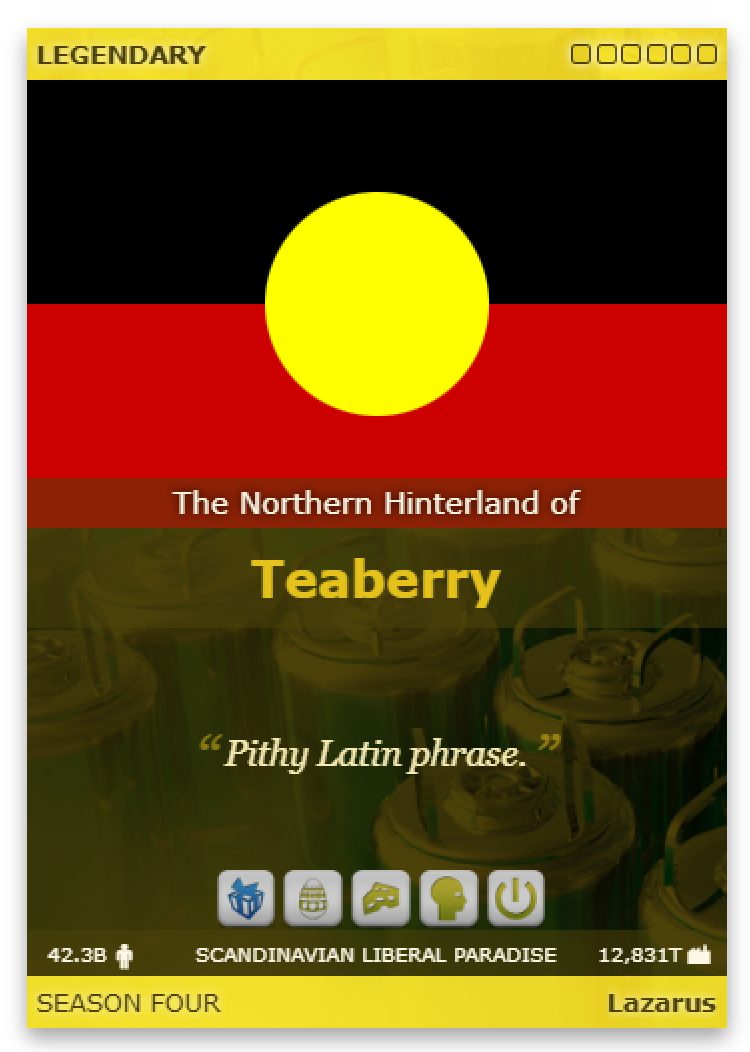 LEGENDARY
The Northern Hinterland of
Teaberry
“Pithy Latin phrase.”
42.3B SCANDINAVIAN LIBERAL PARADISE 12,831T
SEASON FOUR Lazarus